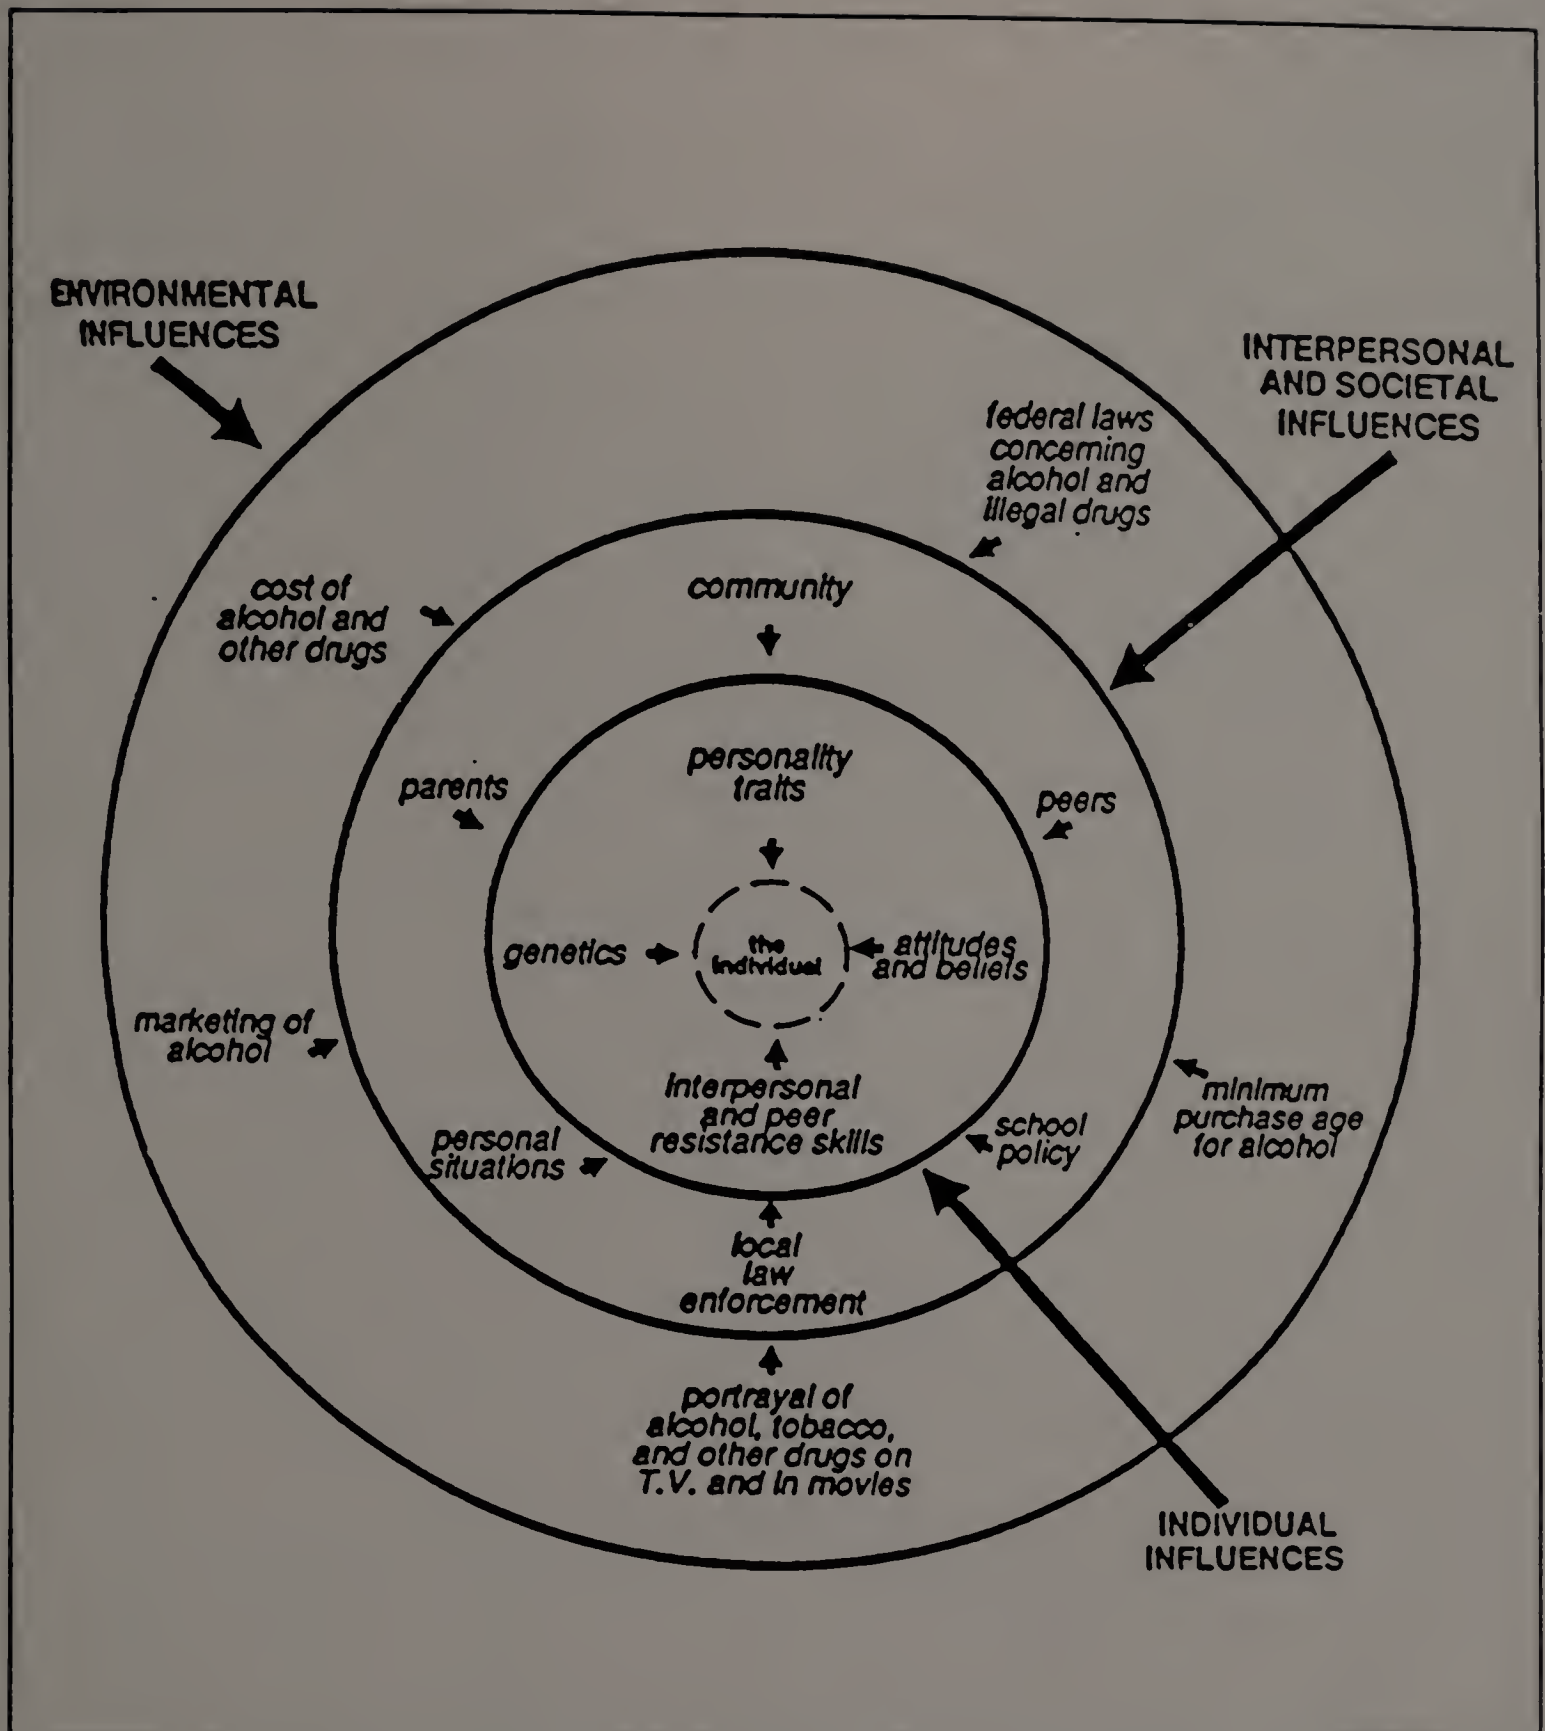 ENVIRONMENTAL
INFLUENCES
INTERPERSONAL
AND SOCIETAL
INFLUENCES
federal laws
concerning
alcohol and
illegal drugs
cost of
alcohol and
other drugs
community
personality
traits
parents
peers
genetics
the
individual
attitudes
and beliefs
marketing of
alcohol
interpersonal
and peer
resistance skills
minimum
purchase age
for alcohol
school
policy
personal
situations
local
law
enforcement
portrayal of
alcohol, tobacco,
and other drugs on
T.V. and in movies
INDIVIDUAL
INFLUENCES